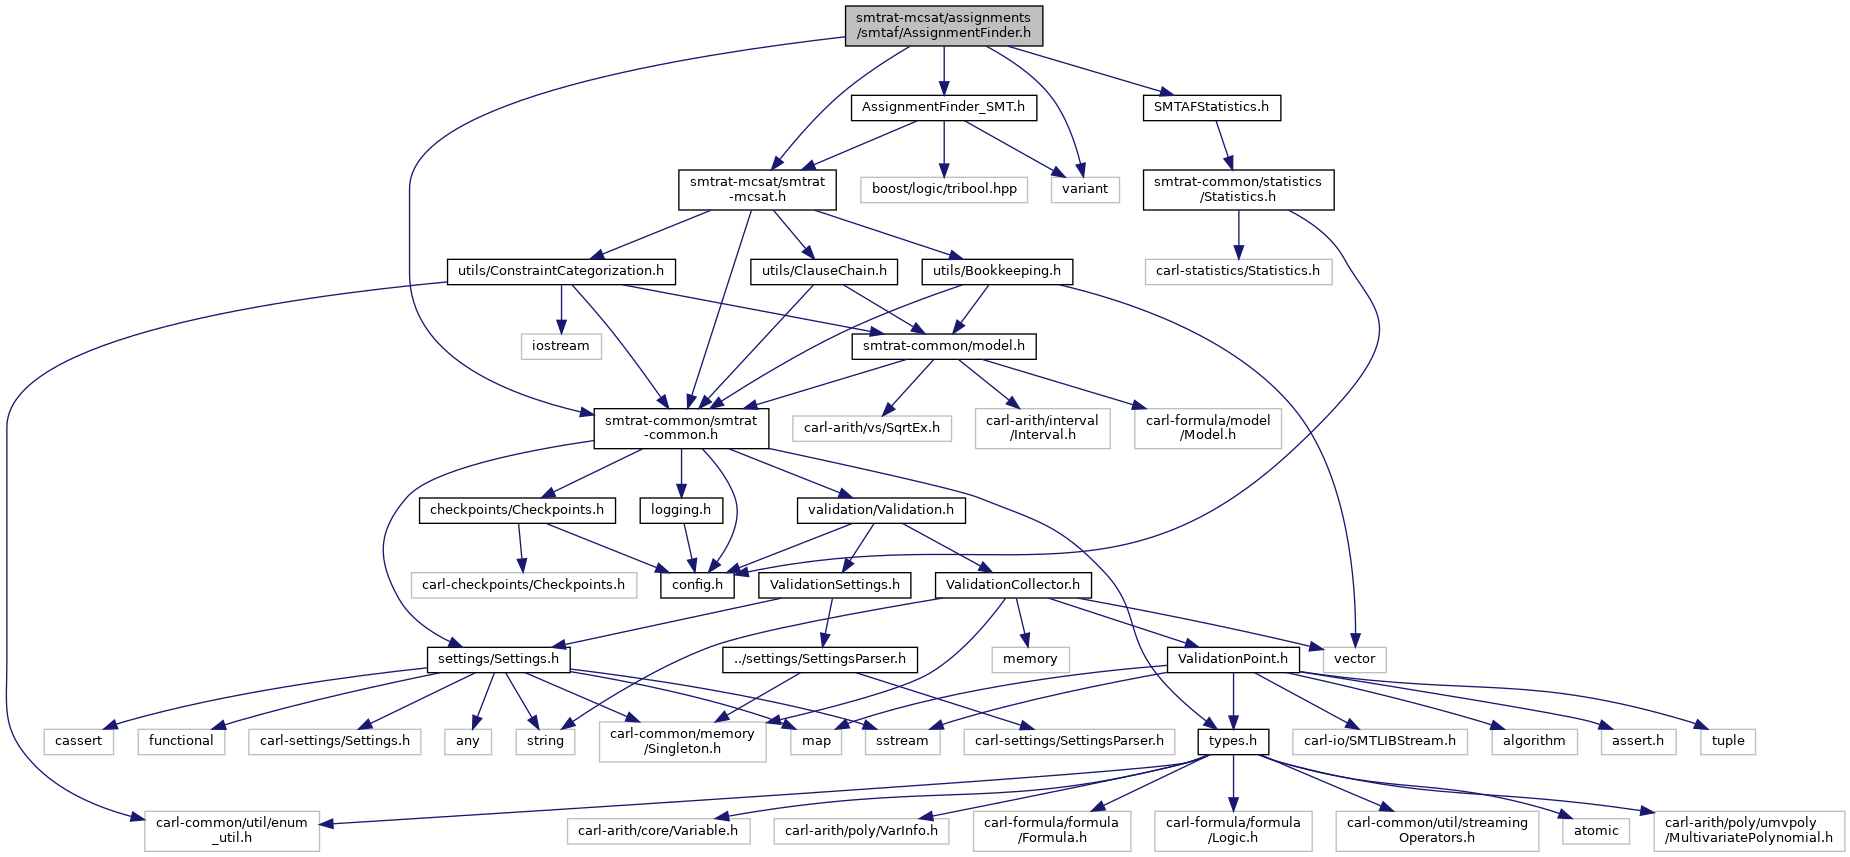 smtrat-mcsat/assignments
/smtaf/AssignmentFinder.h
AssignmentFinder_SMT.h
SMTAFStatistics.h
smtrat-mcsat/smtrat
-mcsat.h
boost/logic/tribool.hpp
variant
smtrat-common/statistics
/Statistics.h
utils/ConstraintCategorization.h
utils/ClauseChain.h
utils/Bookkeeping.h
carl-statistics/Statistics.h
iostream
smtrat-common/model.h
smtrat-common/smtrat
-common.h
carl-arith/vs/SqrtEx.h
carl-arith/interval
/Interval.h
carl-formula/model
/Model.h
checkpoints/Checkpoints.h
logging.h
validation/Validation.h
carl-checkpoints/Checkpoints.h
config.h
ValidationSettings.h
ValidationCollector.h
settings/Settings.h
../settings/SettingsParser.h
memory
ValidationPoint.h
vector
cassert
functional
carl-settings/Settings.h
any
string
carl-common/memory
/Singleton.h
map
sstream
carl-settings/SettingsParser.h
types.h
carl-io/SMTLIBStream.h
algorithm
assert.h
tuple
carl-common/util/enum
_util.h
carl-arith/core/Variable.h
carl-arith/poly/VarInfo.h
carl-formula/formula
/Formula.h
carl-formula/formula
/Logic.h
carl-common/util/streaming
Operators.h
atomic
carl-arith/poly/umvpoly
/MultivariatePolynomial.h